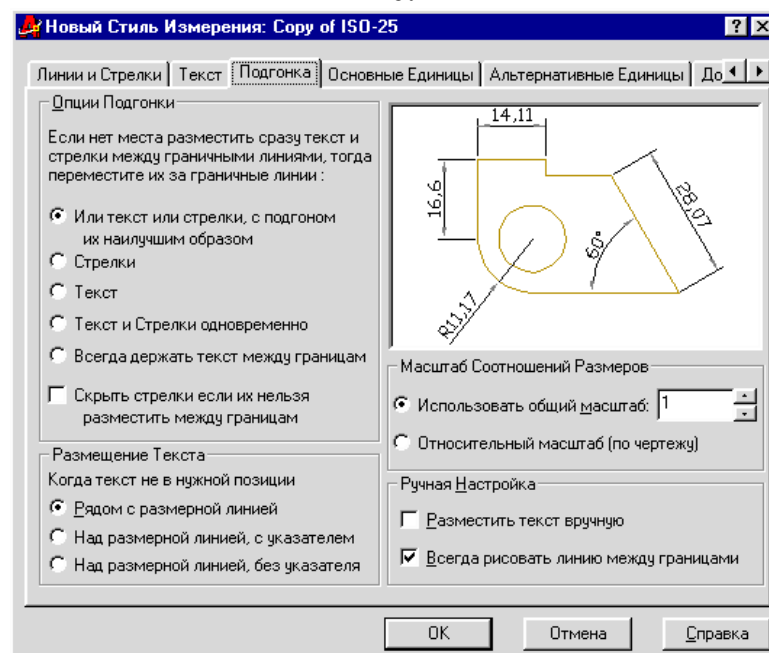 Новый Стиль Измерения: Copy of ISO-25
Линии и Стрелки Текст Подгонка Основные Единицы Альтернативные Единицы До
Опции Подгонки
Если нет места разместить сразу текст и
стрелки между граничными линиями, тогда
переместите их за граничные линии :
Или текст или стрелки, с подгоном
их наилучшим образом
Стрелки
Текст
Текст и Стрелки одновременно
Всегда держать текст между границам
Скрыть стрелки если их нельзя
разместить между границам
Размещение Текста
Когда текст не в нужной позиции
Рядом с размерной линией
Над размерной линией, с указателем
Над размерной линией, без указателя
14,11
16,6
28,07
60°
R11,17
Масштаб Соотношений Размеров
Использовать общий масштаб: 1
Относительный масштаб (по чертежу)
Ручная Настройка
Разместить текст вручную
Всегда рисовать линию между границами
OK Отмена Справка